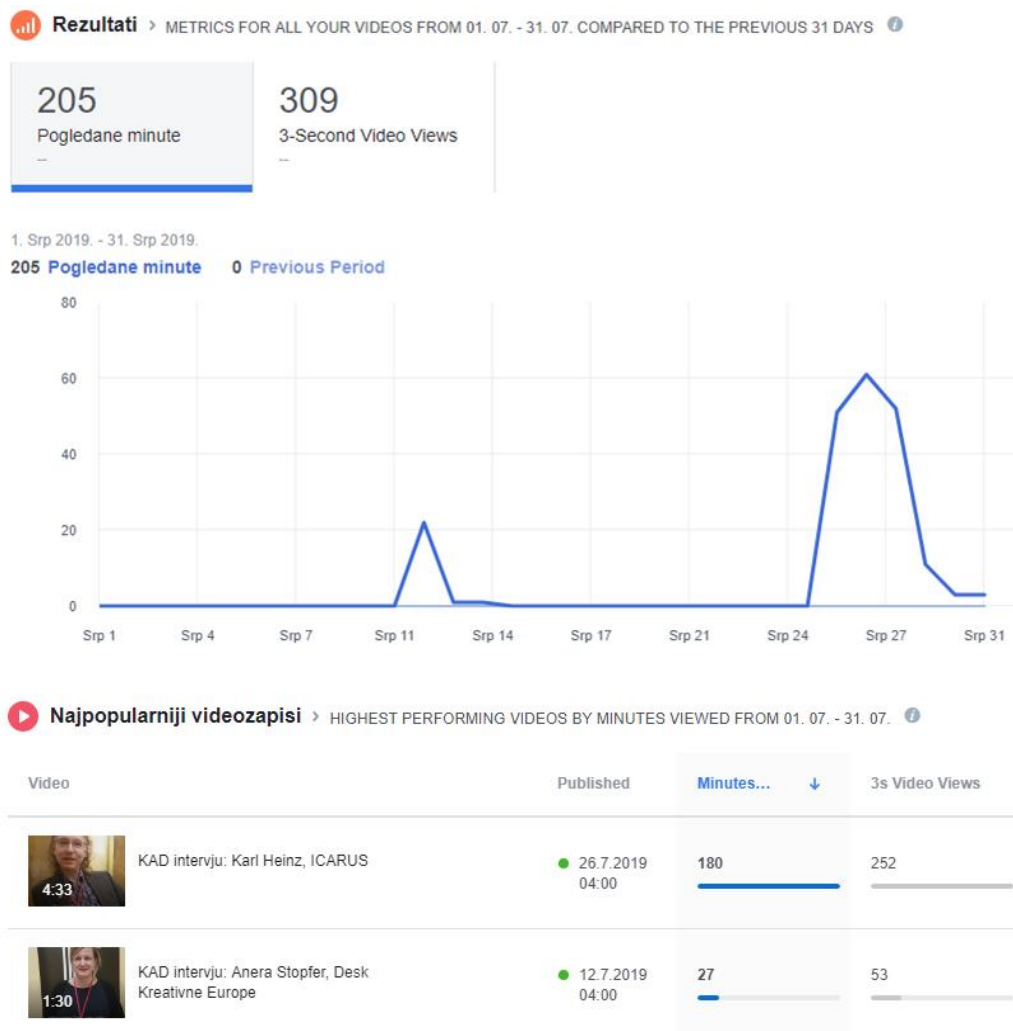 Rezultati > METRICS FOR ALL YOUR VIDEOS FROM 01. 07. - 31. 07. COMPARED TO THE PREVIOUS 31 DAYS i
205
Pogledane minute
--
309
3-Second Video Views
--
1. Srp 2019. - 31. Srp 2019.
205 Pogledane minute 0 Previous Period
80
60
40
20
0
Srp 1 Srp 4 Srp 7 Srp 11 Srp 14 Srp 17 Srp 21 Srp 24 Srp 27 Srp 31
Najpopularniji videozapisi > HIGHEST PERFORMING VIDEOS BY MINUTES VIEWED FROM 01. 07. - 31. 07. i
Video Published Minutes... ↓ 3s Video Views
4:33
KAD intervju: Karl Heinz, ICARUS
26.7.2019
04:00
180
252
1:30
KAD intervju: Anera Stopfer, Desk
Kreativne Europe
12.7.2019
04:00
27
53